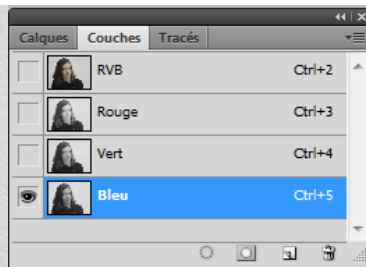 Calques Couches Tracés
RVB Ctrl+2
Rouge Ctrl+3
Vert Ctrl+4
Bleu Ctrl+5